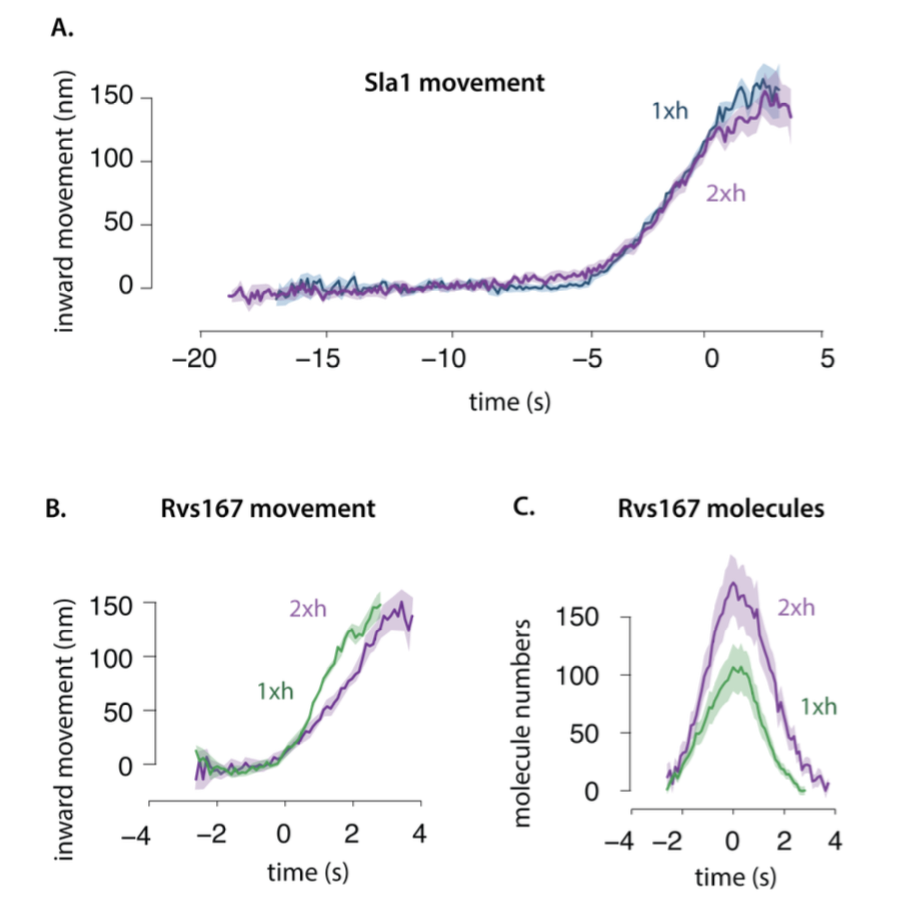 A.
Sla1 movement
inward movement (nm)
150
100
50
0
1xh
2xh
−20 −15 −10 −5 0 5
time (s)
B.
Rvs167 movement
inward movement (nm)
150
100
50
0
2xh
1xh
−4 −2 0 2 4
time (s)
C.
Rvs167 molecules
molecule numbers
150
100
50
0
2xh
1xh
−4 −2 0 2 4
time (s)